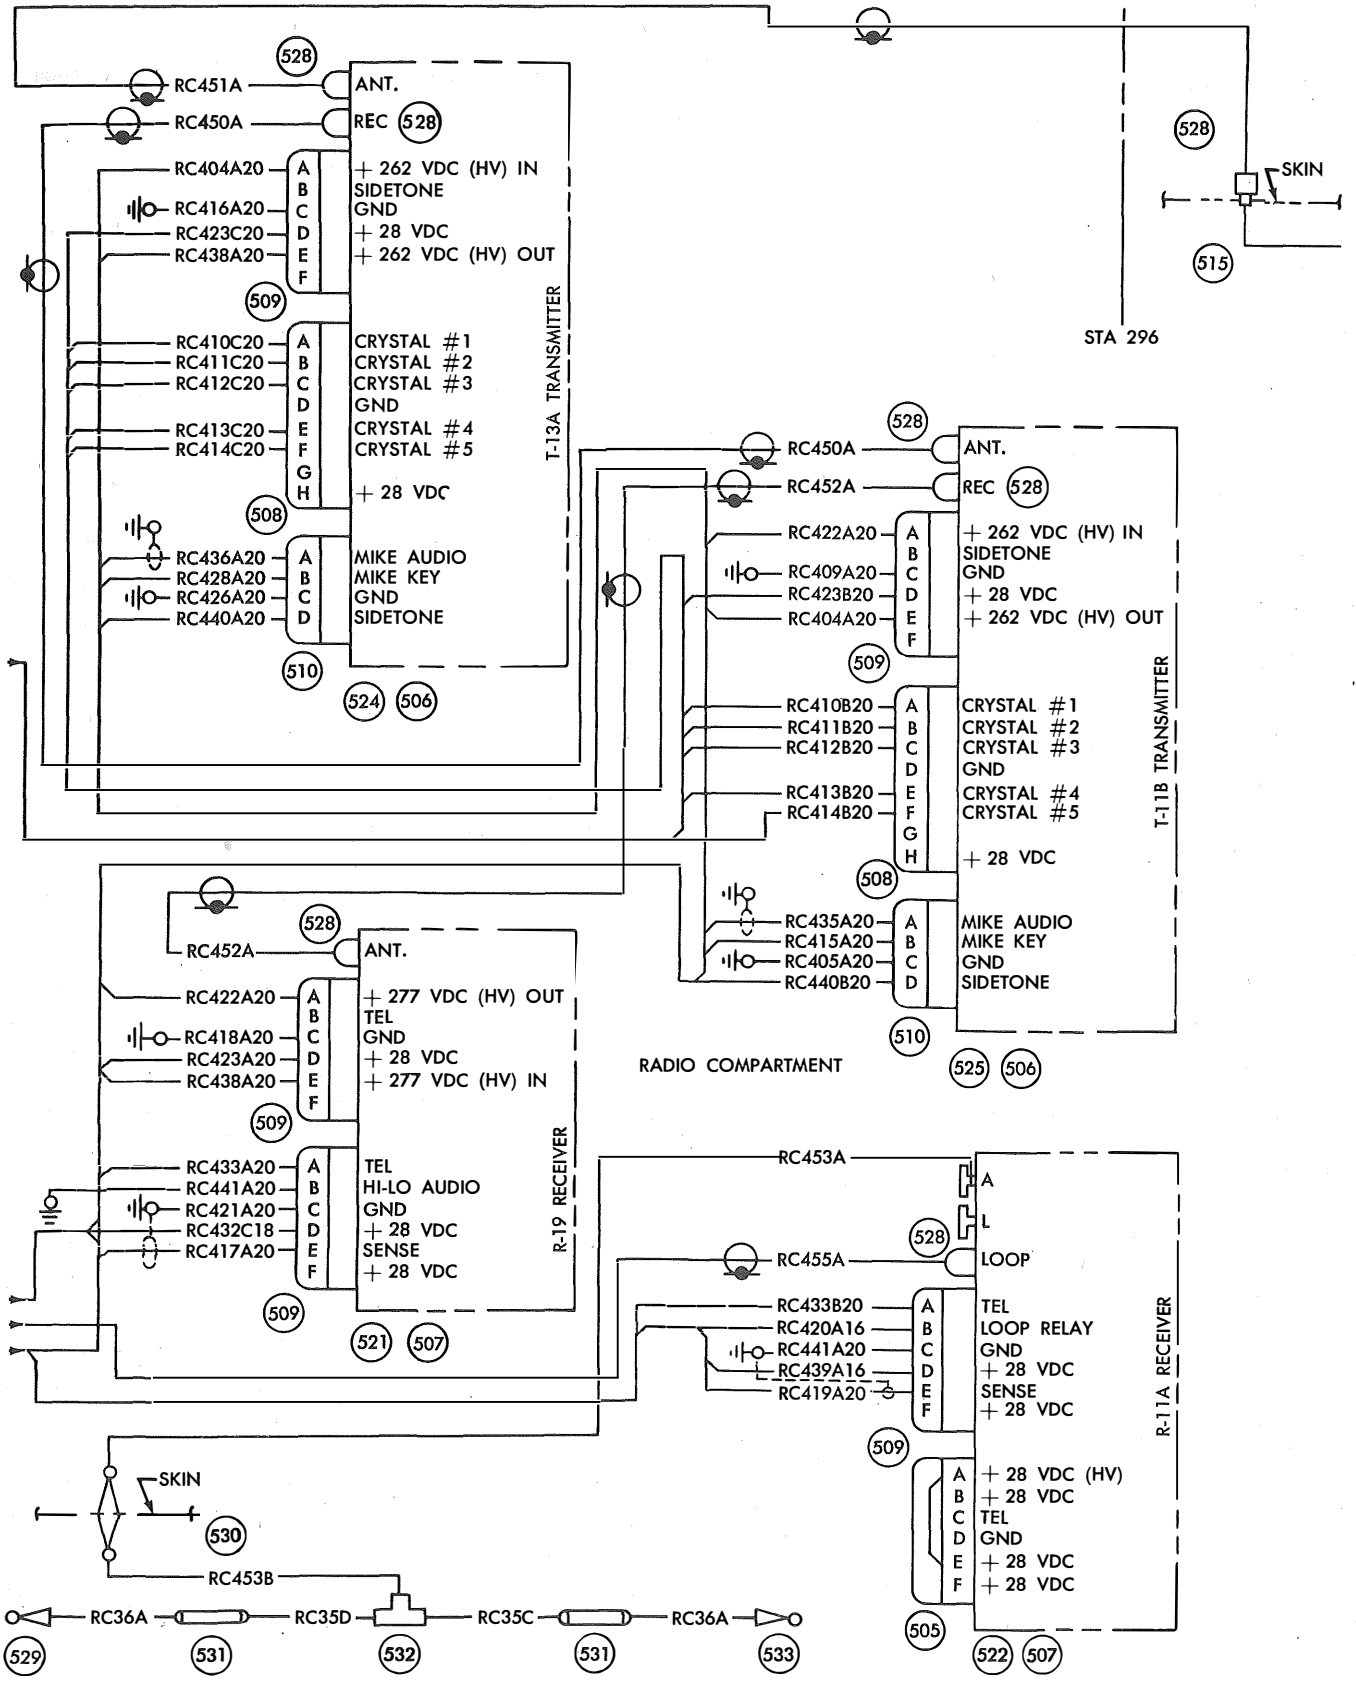 528
RC451A ANT.
RC450A REC 528
RC404A20 A + 262 VDC (HV) IN
B SIDETONE
RC416A20 C GND
RC423C20 D + 28 VDC
RC438A20 E + 262 VDC (HV) OUT
F
509
RC410C20 A CRYSTAL #1
RC411C20 B CRYSTAL #2
RC412C20 C CRYSTAL #3
D GND
RC413C20 E CRYSTAL #4
RC414C20 F CRYSTAL #5
G
H + 28 VDC
508
RC436A20 A MIKE AUDIO
RC428A20 B MIKE KEY
RC426A20 C GND
RC440A20 D SIDETONE
510
524 506
T-13A TRANSMITTER
528
SKIN
515
STA 296
528
RC450A ANT.
RC452A REC 528
RC422A20 A + 262 VDC (HV) IN
B SIDETONE
RC409A20 C GND
RC423B20 D + 28 VDC
RC404A20 E + 262 VDC (HV) OUT
F
509
RC410B20 A CRYSTAL #1
RC411B20 B CRYSTAL #2
RC412B20 C CRYSTAL #3
D GND
RC413B20 E CRYSTAL #4
RC414B20 F CRYSTAL #5
G
H + 28 VDC
508
RC435A20 A MIKE AUDIO
RC415A20 B MIKE KEY
RC405A20 C GND
RC440B20 D SIDETONE
510
525 506
T-11B TRANSMITTER
RADIO COMPARTMENT
528
RC452A ANT.
RC422A20 A + 277 VDC (HV) OUT
B TEL
RC418A20 C GND
RC423A20 D + 28 VDC
RC438A20 E + 277 VDC (HV) IN
F
509
RC433A20 A TEL
RC441A20 B HI-LO AUDIO
RC421A20 C GND
RC432C18 D + 28 VDC
RC417A20 E SENSE
F + 28 VDC
509
521 507
R-19 RECEIVER
RC453A
A
L
528
RC455A LOOP
RC433B20 A TEL
RC420A16 B LOOP RELAY
RC441A20 C GND
RC439A16 D + 28 VDC
RC419A20 E SENSE
F + 28 VDC
509
A + 28 VDC (HV)
B + 28 VDC
C TEL
D GND
E + 28 VDC
F + 28 VDC
505
522 507
R-11A RECEIVER
SKIN
530
RC453B
RC36A RC35D RC35C RC36A
529 531 532 531 533